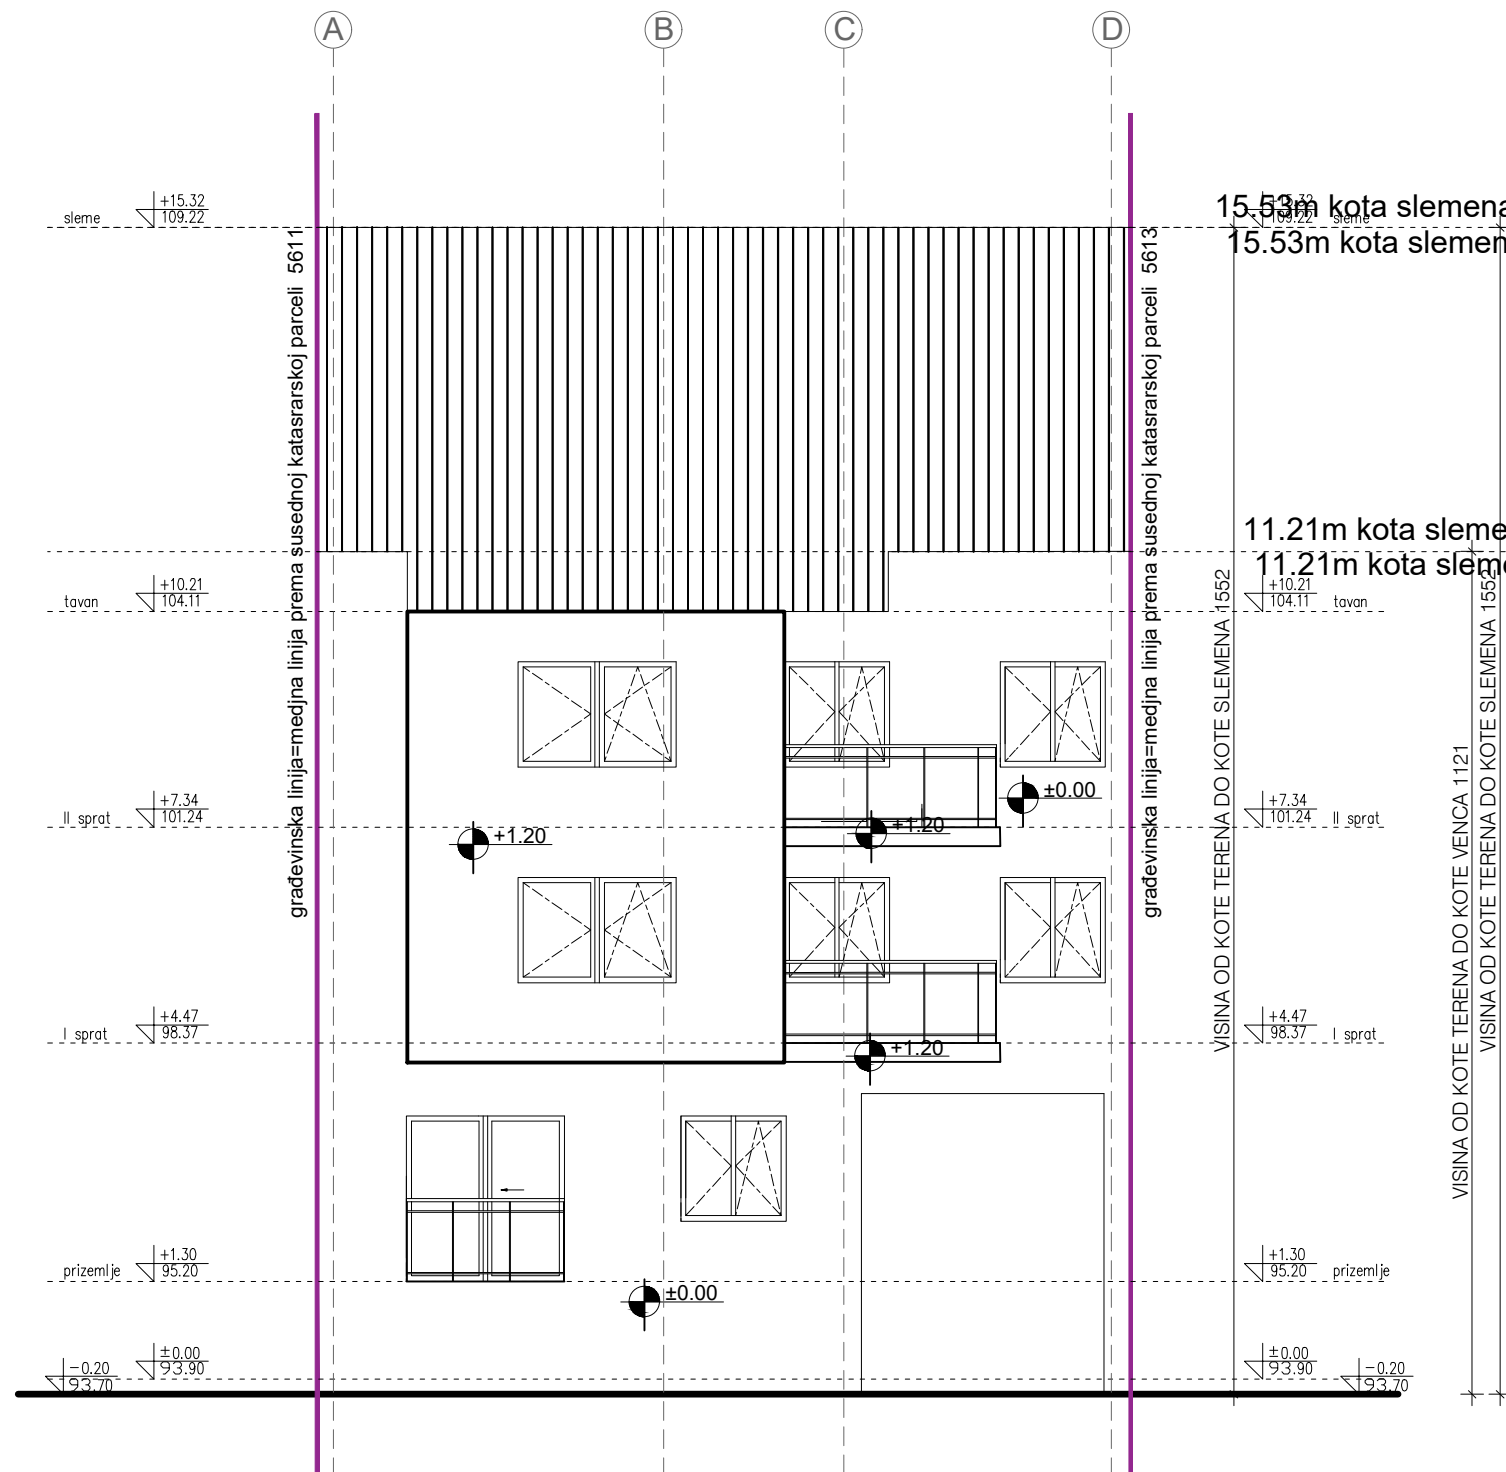 A
B
C
D
sleme
+15.32
109.22
građevinska linija=medjna linija prema susednoj katasrarskoj parceli 5611
građevinska linija=medjna linija prema susednoj katasrarskoj parceli 5613
15.53m kota slemena
+15.32
109.22
sleme
15.53m kota slemen
11.21m kota sleme
11.21m kota sleme
tavan
+10.21
104.11
+10.21
104.11
tavan
VISINA OD KOTE TERENA DO KOTE SLEMENA 1552
VISINA OD KOTE TERENA DO KOTE VENCA 1121
VISINA OD KOTE TERENA DO KOTE SLEMENA 1552
II sprat
+7.34
101.24
±0.00
+1.20
+1.20
+7.34
101.24
II sprat
I sprat
+4.47
98.37
+1.20
+4.47
98.37
I sprat
prizemlje
+1.30
95.20
±0.00
+1.30
95.20
prizemlje
-0.20
93.70
±0.00
93.90
±0.00
93.90
-0.20
93.70